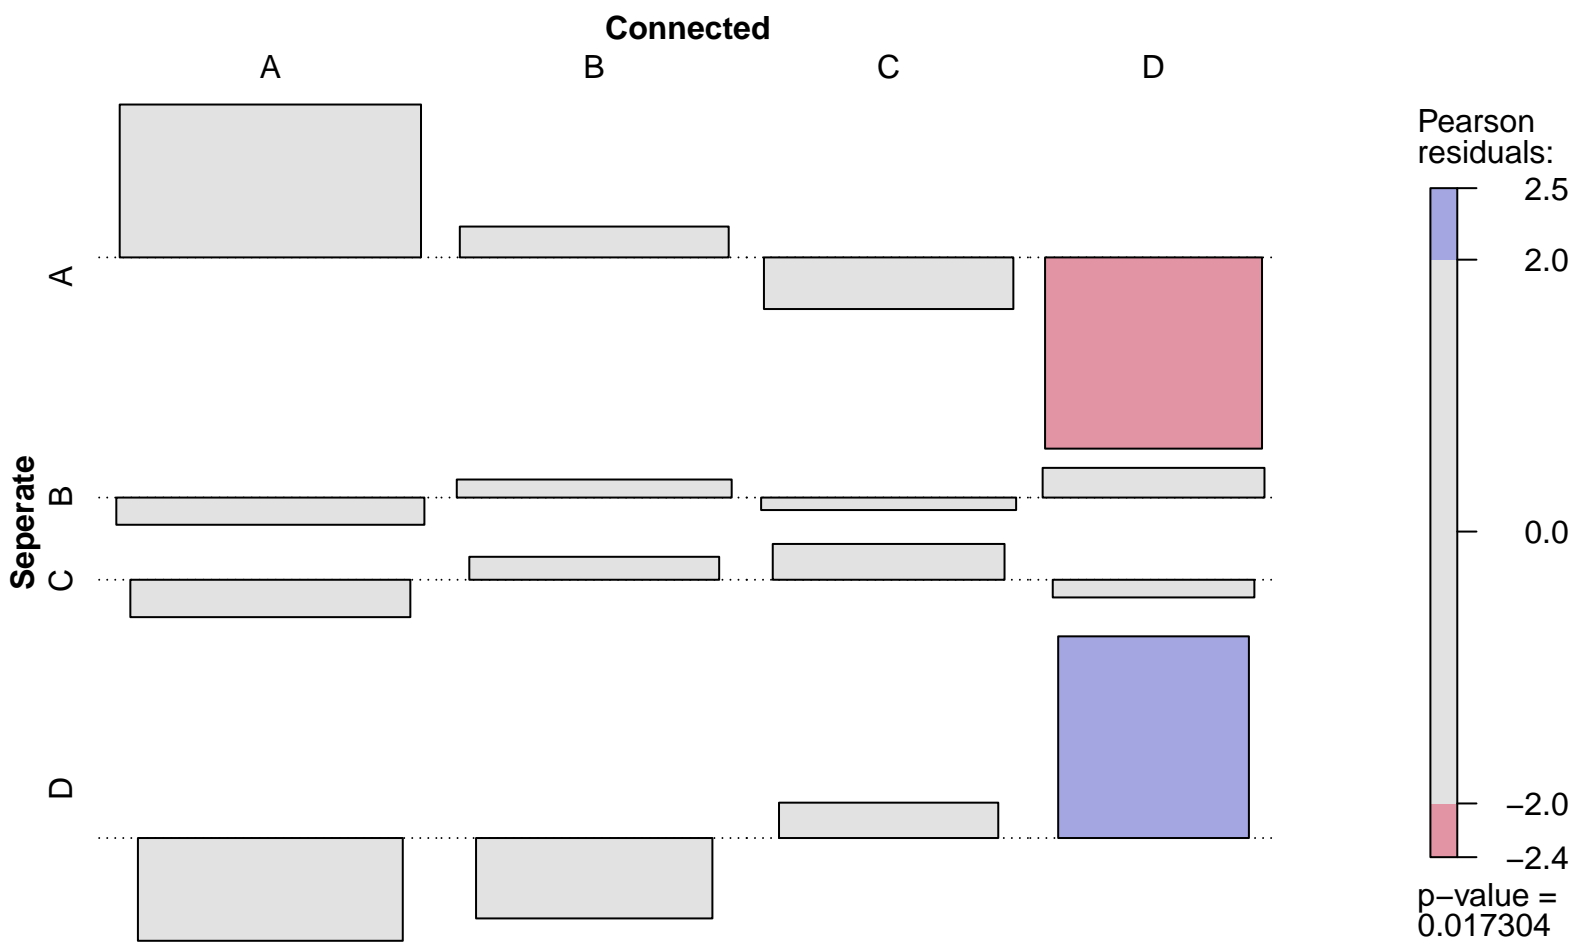 Connected
A B C D
Seperate
A
B
C
D
Pearson
residuals:
2.5
2.0
0.0
−2.0
−2.4
p−value =
0.017304